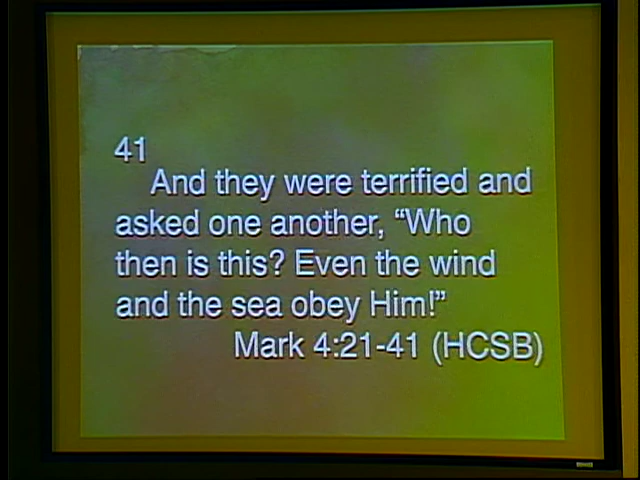 41
And they were terrified and
asked one another, “Who
then is this? Even the wind
and the sea obey Him!”
Mark 4:21-41 (HCSB)